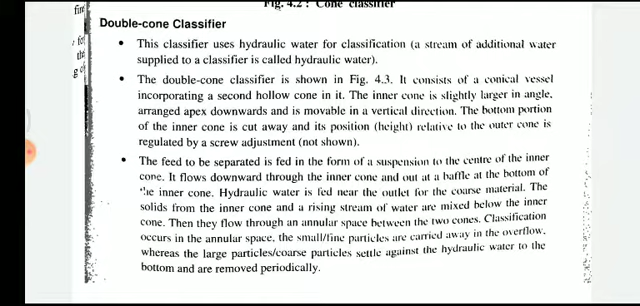 Fig. 4.2 : Cone classifier
fine
Double-cone Classifier
• This classifier uses hydraulic water for classification (a stream of additional water
supplied to a classifier is called hydraulic water).
• The double-cone classifier is shown in Fig. 4.3. It consists of a conical vessel
incorporating a second hollow cone in it. The inner cone is slightly larger in angle,
arranged apex downwards and is movable in a vertical direction. The bottom portion
of the inner cone is cut away and its position (height) relative to the outer cone is
regulated by a screw adjustment (not shown).
• The feed to be separated is fed in the form of a suspension to the centre of the inner
cone. It flows downward through the inner cone and out at a baffle at the bottom of
the inner cone. Hydraulic water is fed near the outlet for the coarse material. The
solids from the inner cone and a rising stream of water are mixed below the inner
cone. Then they flow through an annular space between the two cones. Classification
occurs in the annular space, the small/fine particles are carried away in the overflow,
whereas the large particles/coarse particles settle against the hydraulic water to the
bottom and are removed periodically.